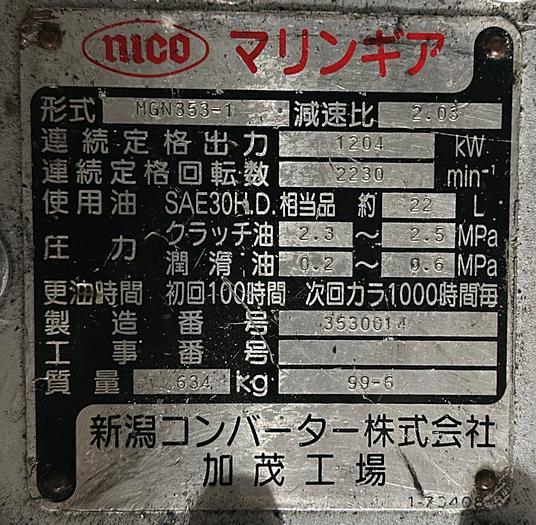 nico マリンギア
形式 MGN353-1 減速比 2.03
連続定格出力 1204 kW
連続定格回転数 2230 min⁻¹
使用油 SAE30H.D.相当品 約 22 L
圧力 クラッチ油 2.3 ～ 2.5 MPa
潤滑油 0.2 ～ 0.6 MPa
更油時間 初回100時間 次回カラ1000時間毎
製造番号 3530014
工事番号
質量 634 kg 99-6
新潟コンバーター株式会社
加茂工場